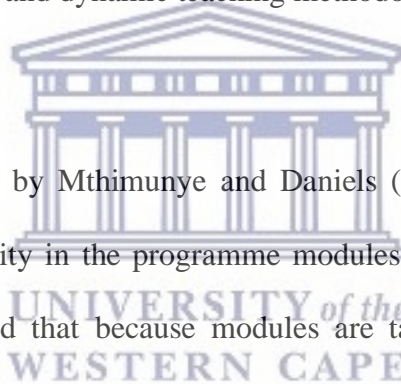 and dynamic teaching methodo
by Mthimunye and Daniels (
ity in the programme modules
UNIVERSITY of the
d that because modules are ta
WESTERN CAPE